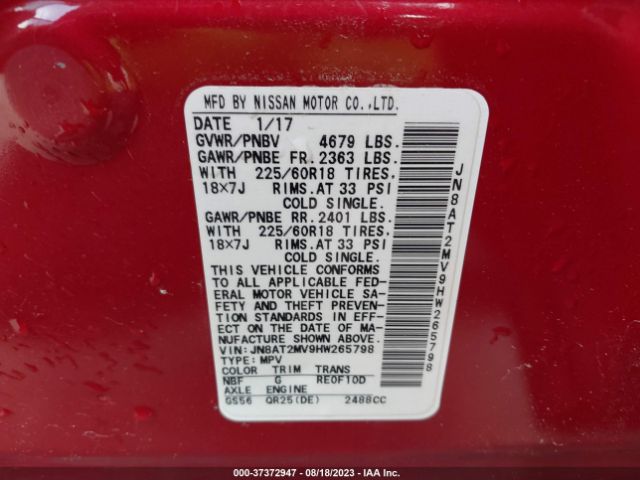 MFD BY NISSAN MOTOR CO.,LTD.
DATE 1/17
GVWR/PNBV 4679 LBS.
GAWR/PNBE FR. 2363 LBS.
WITH 225/60R18 TIRES.
18×7J RIMS. AT 33 PSI
COLD SINGLE.
GAWR/PNBE RR. 2401 LBS.
WITH 225/60R18 TIRES.
18×7J RIMS. AT 33 PSI
COLD SINGLE.
THIS VEHICLE CONFORMS
TO ALL APPLICABLE FED-
ERAL MOTOR VEHICLE SA-
FETY AND THEFT PREVENTION
STANDARDS IN EFF-
ECT ON THE DATE OF MA-
NUFACTURE SHOWN ABOVE.
VIN: JN8AT2MV9HW265798
TYPE: MPV
COLOR TRIM TRANS
NBF G RE0F10D
AXLE ENGINE
GS56 QR25(DE) 2488CC
JN8AT2MV9HW265798
000-37372947 - 08/18/2023 - IAA Inc.